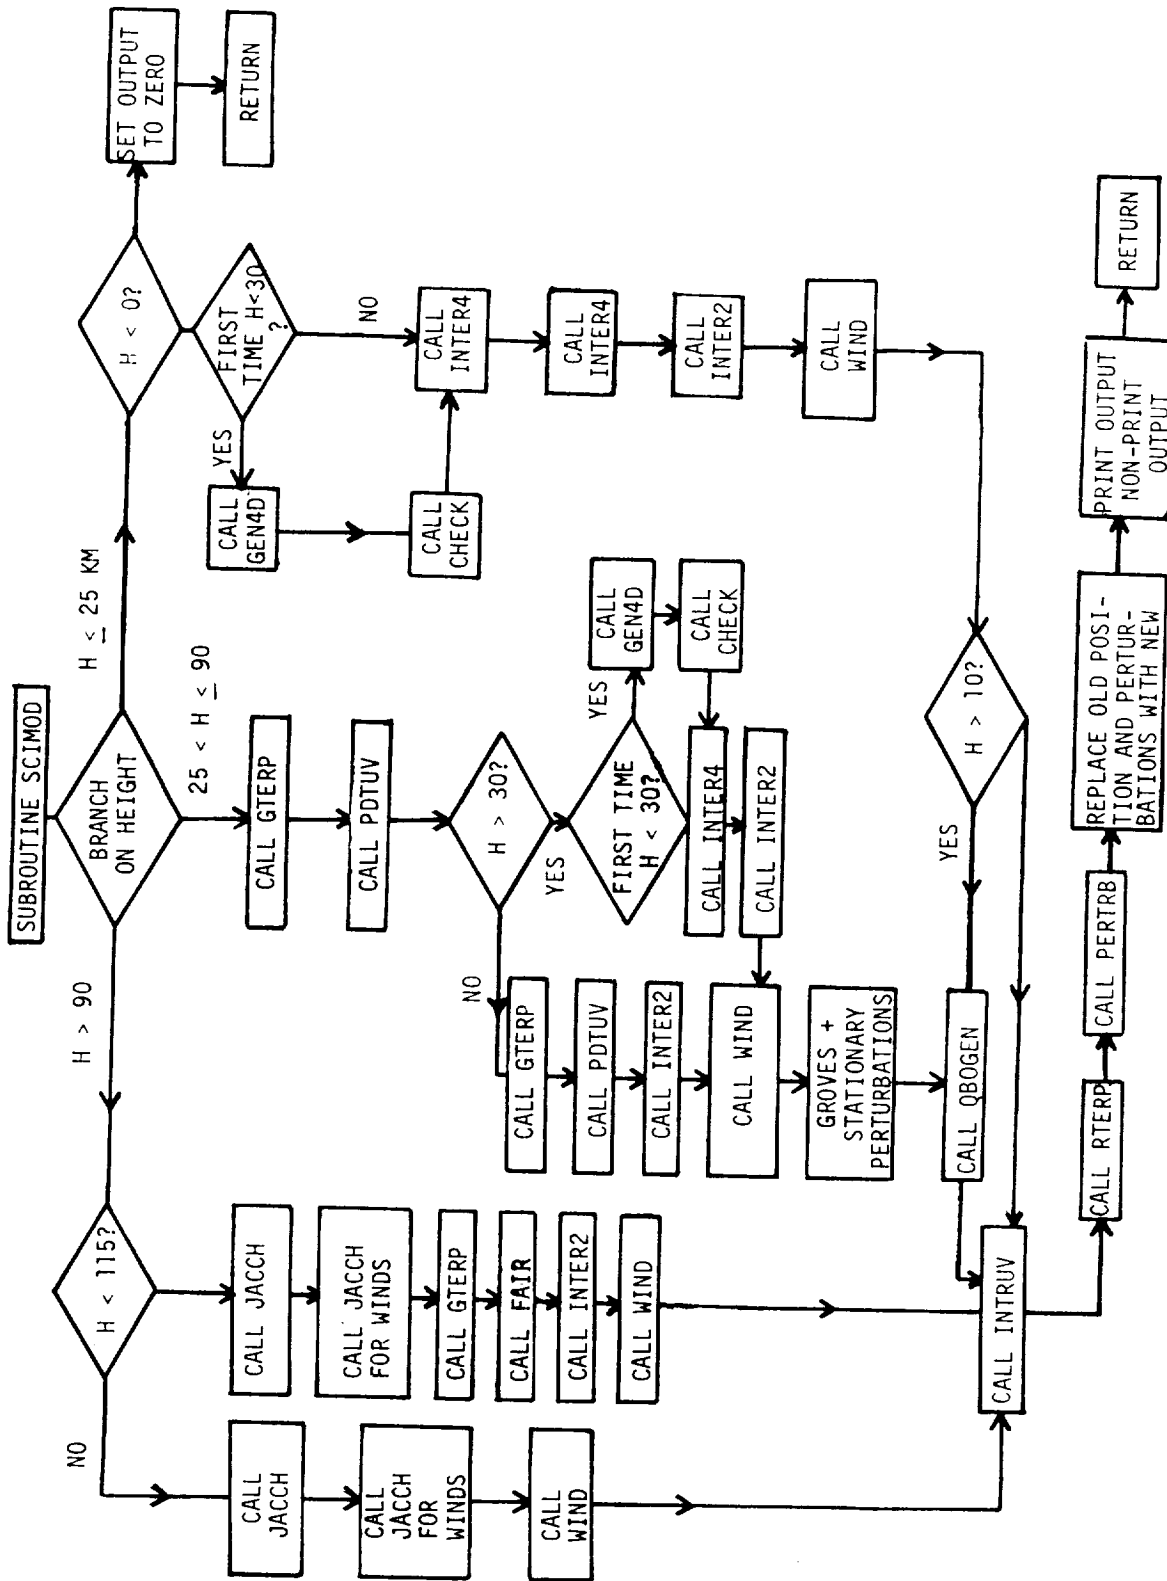 SUBROUTINE SCIMOD
BRANCH
ON HEIGHT
H > 90
25 < H ≤ 90
H ≤ 25 KM
H < 115?
NO
CALL
JACCH
CALL
JACCH
FOR
WINDS
CALL
WIND
CALL JACCH
CALL JACCH
FOR WINDS
CALL GTERP
CALL FAIR
CALL INTER2
CALL WIND
CALL GTERP
CALL PDTUV
H > 30?
NO
YES
CALL GTERP
CALL PDTUV
CALL INTER2
CALL WIND
GROVES +
STATIONARY
PERTURBATIONS
CALL QBOGEN
FIRST TIME
H < 30?
YES
CALL
GEN4D
CALL
CHECK
CALL INTER4
CALL INTER2
H < 0?
SET OUTPUT
TO ZERO
RETURN
FIRST
TIME H<30
?
YES
NO
CALL
GEN4D
CALL
CHECK
CALL
INTER4
CALL
INTER4
CALL
INTER2
CALL
WIND
H > 10?
YES
CALL INTRUV
CALL RTERP
CALL PERTRB
REPLACE OLD POSI-
TION AND PERTUR-
BATIONS WITH NEW
PRINT OUTPUT
NON-PRINT
OUTPUT
RETURN